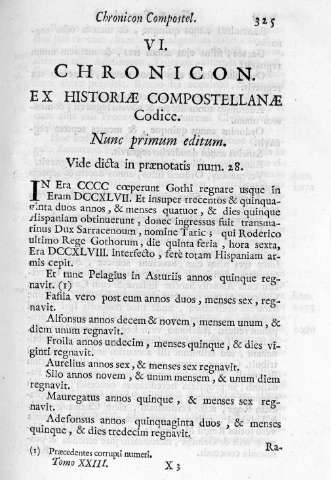 Chronicon Compostel. 325
VI.
CHRONICON.
EX HISTORIÆ COMPOSTELLANÆ
Codice.
Nunc primum editum.
Vide dicta in prænotatis num. 28.
IN Era CCCC cœperunt Gothi regnare usque in
Eram DCCXLVII. Et insuper trecentos & quinqua-
ginta duos annos, & menses quatuor, & dies quinque
Hispaniam obtinuerunt, donec ingressus fuit transma-
rinus Dux Sarracenorum, nomine Taric; qui Roderico
ultimo Rege Gothorum, die quinta feria, hora sexta,
Era DCCXLVIII. interfecto, ferè totam Hispaniam ar-
mis cepit.
Et tunc Pelagius in Asturiis annos quinque reg-
navit. (1)
Fafila vero post eum annos duos, menses sex, reg-
navit.
Alfonsus annos decem & novem, mensem unum, &
diem unum regnavit.
Froila annos undecim, menses quinque, & dies vi-
ginti regnavit.
Aurelius annos sex, & menses sex regnavit.
Silo annos novem, & unum mensem, & unum diem
regnavit.
Mauregatus annos quinque, & menses sex reg-
navit.
Adefonsus annos quinquaginta duos, & menses
quinque, & dies tredecim regnavit.
Ra-
(1) Præcedentes corrupti numeri.
Tomo XXIII. X 3